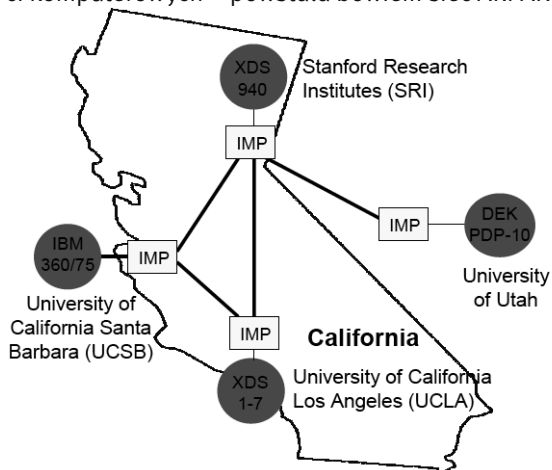 XDS
940
Stanford Research
Institutes (SRI)
IMP
IMP
DEK
PDP-10
University
of Utah
IBM
360/75
IMP
University of
California Santa
Barbara (UCSB)
IMP
California
XDS
1-7
University of California
Los Angeles (UCLA)